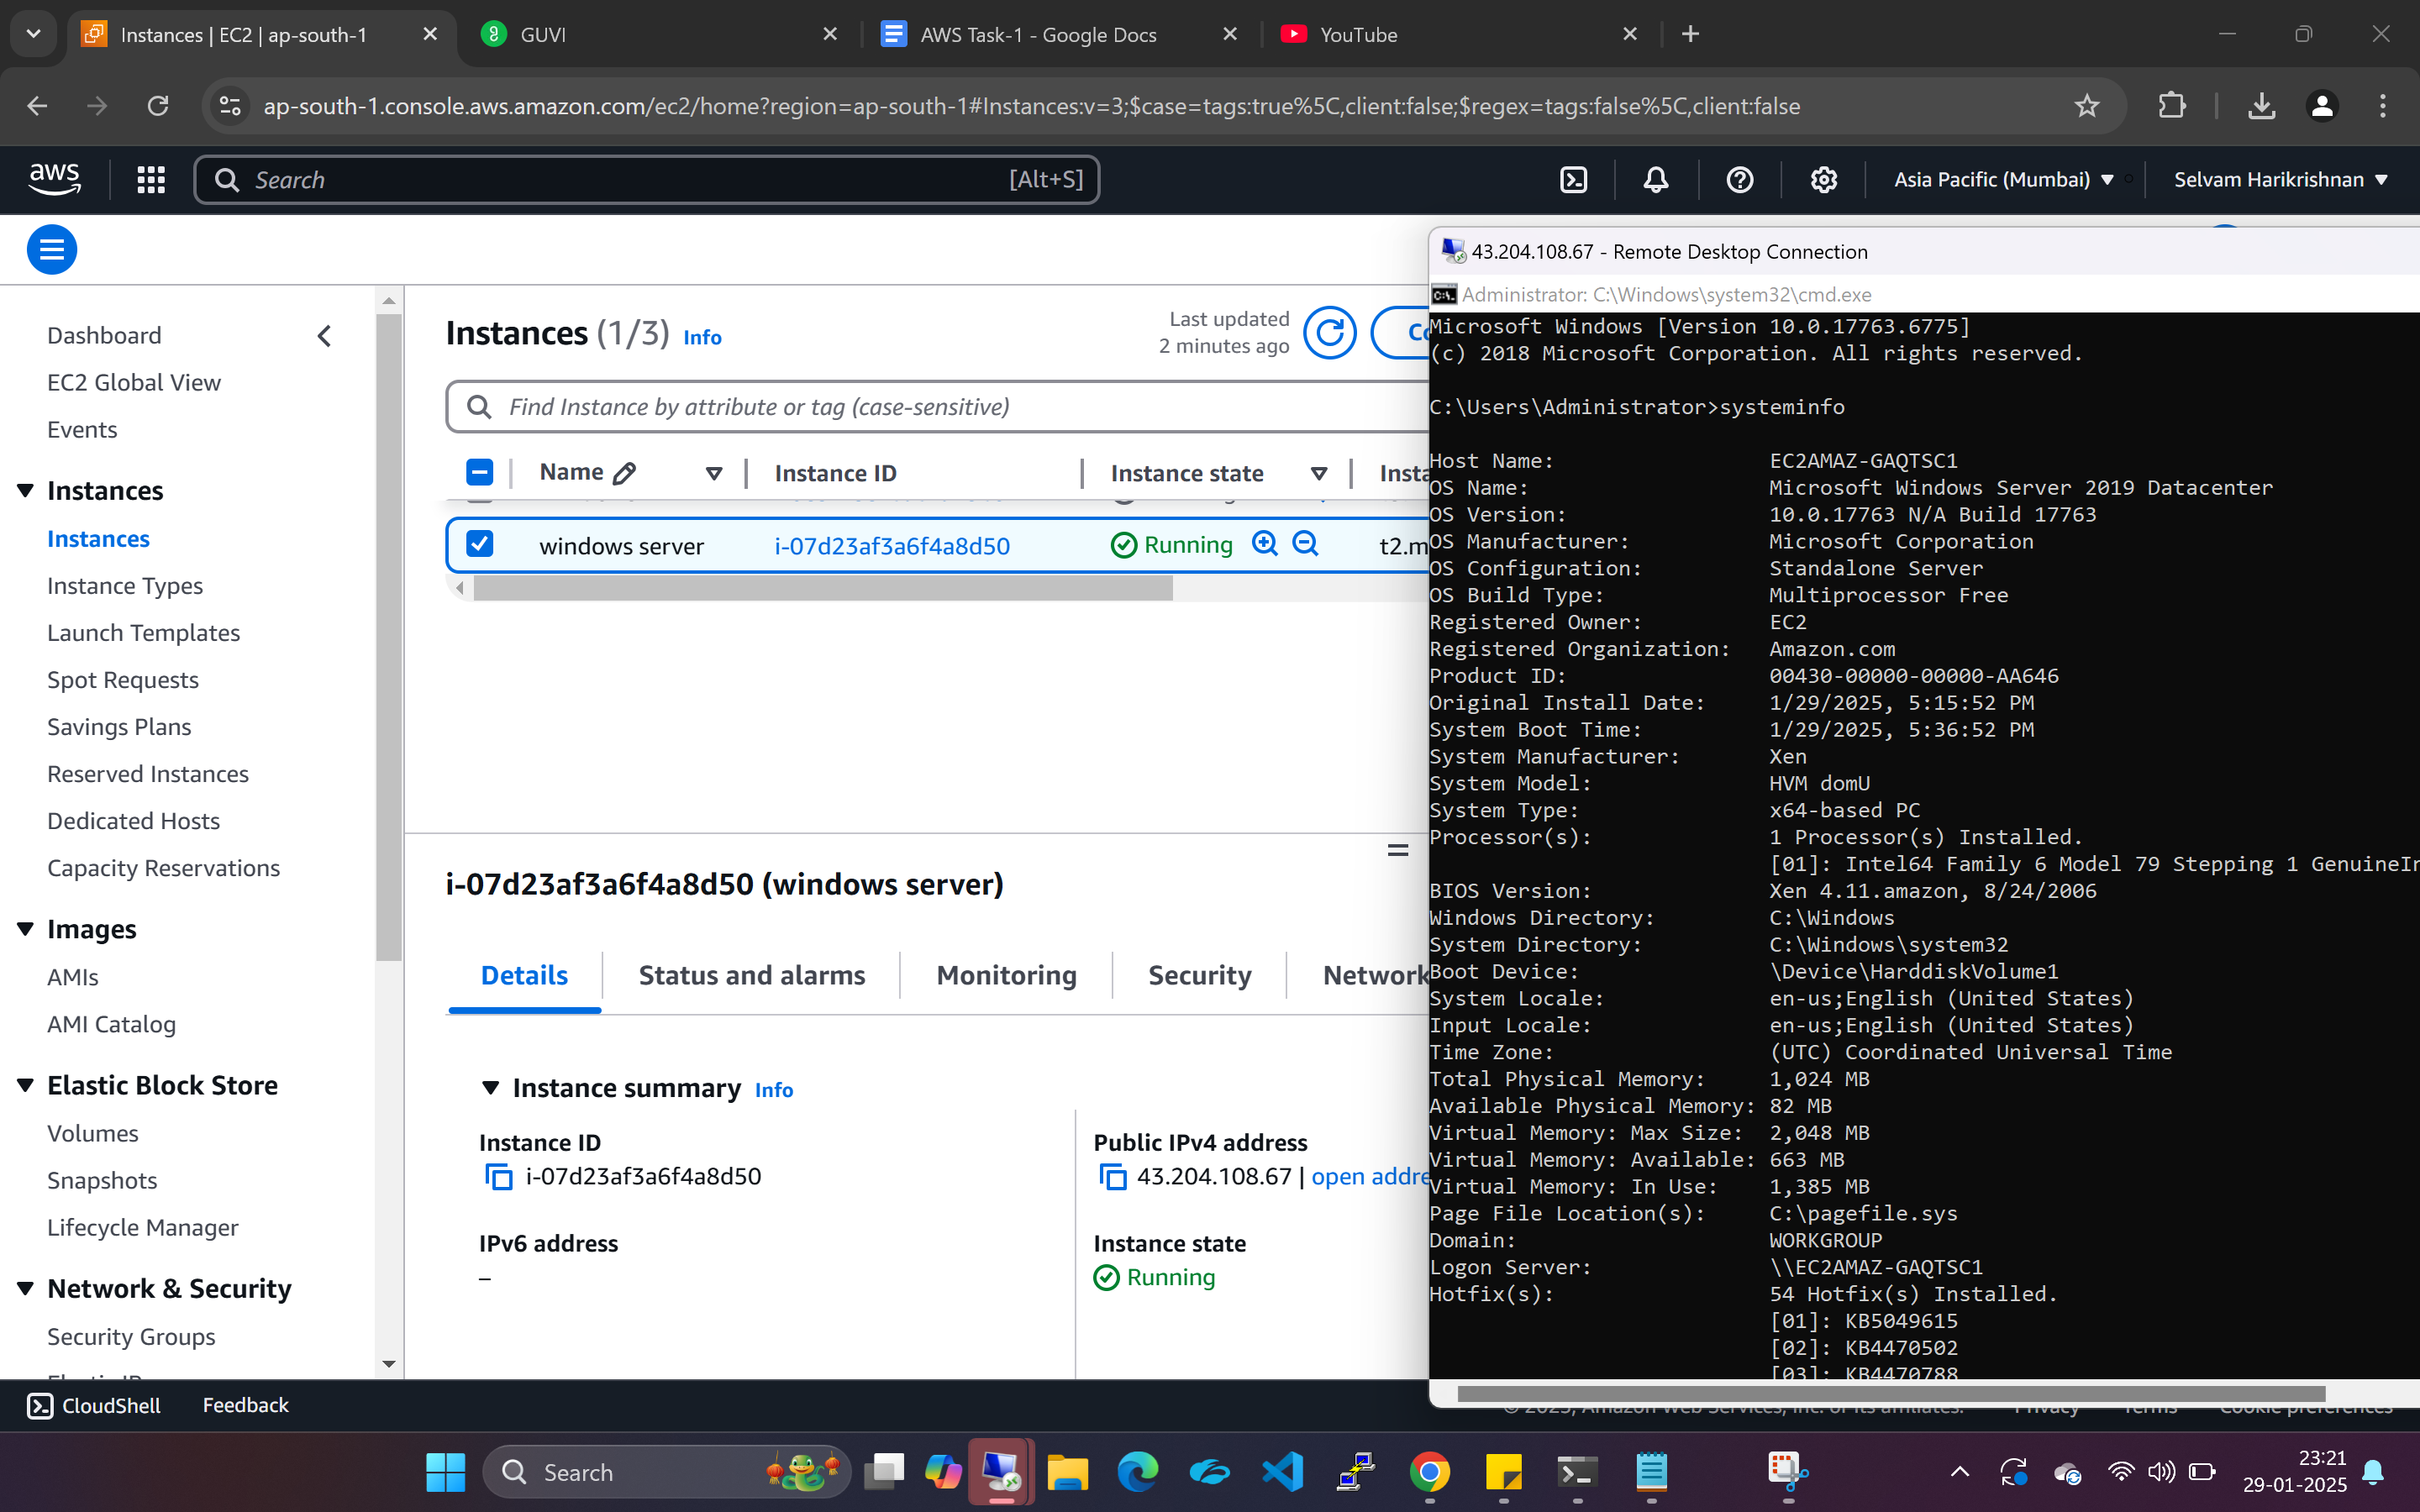 Instances | EC2 | ap-south-1
GUVI
AWS Task-1 - Google Docs
YouTube
ap-south-1.console.aws.amazon.com/ec2/home?region=ap-south-1#Instances:v=3;$case=tags:true%5C,client:false;$regex=tags:false%5C,client:false
aws
Search
[Alt+S]
Asia Pacific (Mumbai)
Selvam Harikrishnan
Dashboard
EC2 Global View
Events
Instances
Instances
Instance Types
Launch Templates
Spot Requests
Savings Plans
Reserved Instances
Dedicated Hosts
Capacity Reservations
Images
AMIs
AMI Catalog
Elastic Block Store
Volumes
Snapshots
Lifecycle Manager
Network & Security
Security Groups
Instances (1/3) Info
Last updated
2 minutes ago
Find Instance by attribute or tag (case-sensitive)
Name
Instance ID
Instance state
windows server
i-07d23af3a6f4a8d50
Running
i-07d23af3a6f4a8d50 (windows server)
Details
Status and alarms
Monitoring
Security
Instance summary Info
Instance ID
i-07d23af3a6f4a8d50
Public IPv4 address
43.204.108.67 | open
IPv6 address
–
Instance state
Running
43.204.108.67 - Remote Desktop Connection
Administrator: C:\Windows\system32\cmd.exe
Microsoft Windows [Version 10.0.17763.6775]
(c) 2018 Microsoft Corporation. All rights reserved.
C:\Users\Administrator>systeminfo
Host Name: EC2AMAZ-GAQTSC1
OS Name: Microsoft Windows Server 2019 Datacenter
OS Version: 10.0.17763 N/A Build 17763
OS Manufacturer: Microsoft Corporation
OS Configuration: Standalone Server
OS Build Type: Multiprocessor Free
Registered Owner: EC2
Registered Organization: Amazon.com
Product ID: 00430-00000-00000-AA646
Original Install Date: 1/29/2025, 5:15:52 PM
System Boot Time: 1/29/2025, 5:36:52 PM
System Manufacturer: Xen
System Model: HVM domU
System Type: x64-based PC
Processor(s): 1 Processor(s) Installed.
[01]: Intel64 Family 6 Model 79 Stepping 1
BIOS Version: Xen 4.11.amazon, 8/24/2006
Windows Directory: C:\Windows
System Directory: C:\Windows\system32
Boot Device: \Device\HarddiskVolume1
System Locale: en-us;English (United States)
Input Locale: en-us;English (United States)
Time Zone: (UTC) Coordinated Universal Time
Total Physical Memory: 1,024 MB
Available Physical Memory: 82 MB
Virtual Memory: Max Size: 2,048 MB
Virtual Memory: Available: 663 MB
Virtual Memory: In Use: 1,385 MB
Page File Location(s): C:\pagefile.sys
Domain: WORKGROUP
Logon Server: \\EC2AMAZ-GAQTSC1
Hotfix(s): 54 Hotfix(s) Installed.
[01]: KB5049615
[02]: KB4470502
[03]: KB4470788
CloudShell
Feedback
Search
23:21
29-01-2025